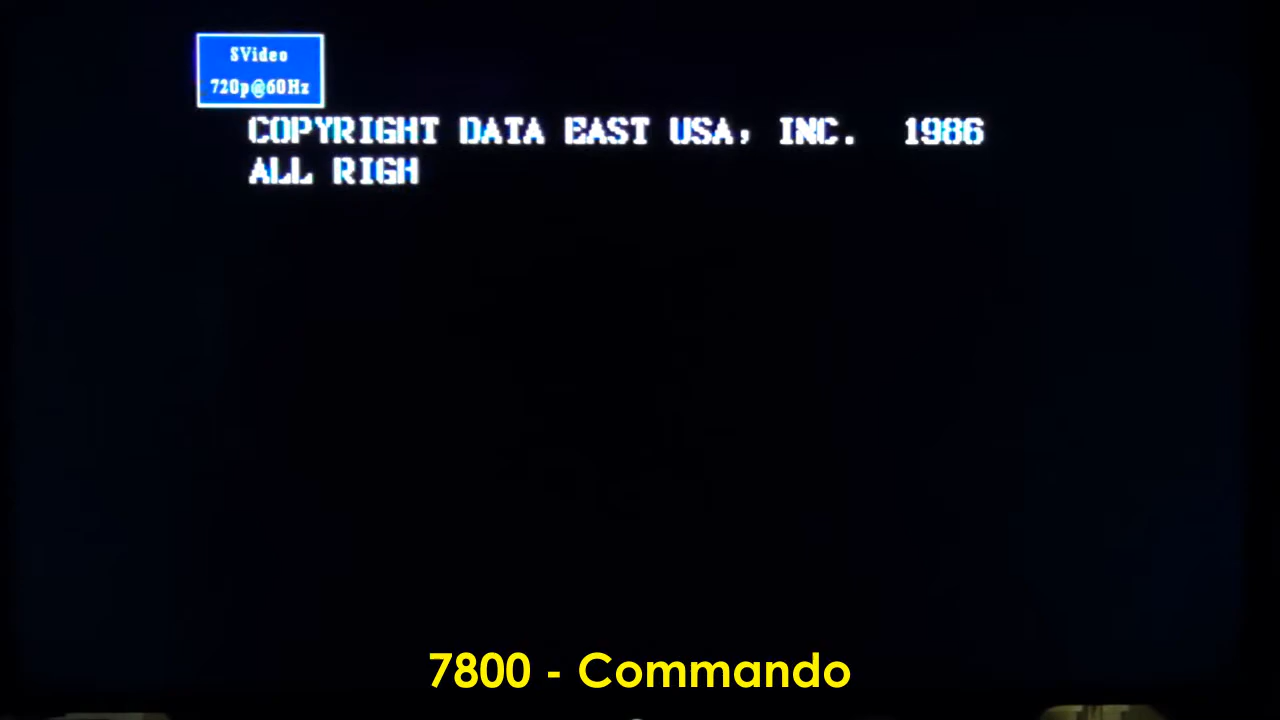 SVideo
720p@60Hz
COPYRIGHT DATA EAST USA, INC. 1986
ALL RIGH
7800 - Commando